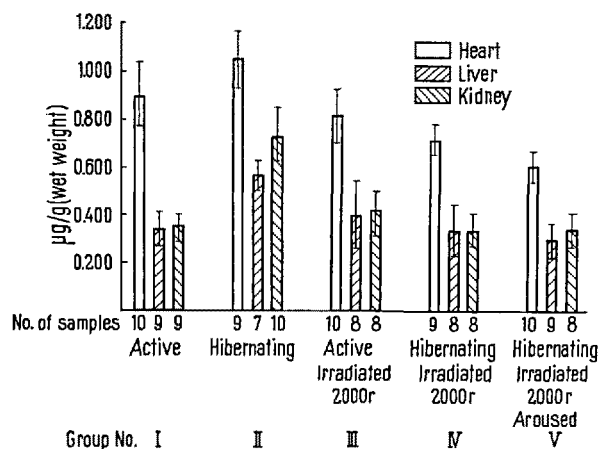 1.200
1.000
0.800
0.600
0.400
0.200
µg/g(wet weight)
Heart
Liver
Kidney
No. of samples
10 9 9
9 7 10
10 8 8
9 8 8
10 9 8
Active
Hibernating
Active
Irradiated
2000r
Hibernating
Irradiated
2000r
Hibernating
Irradiated
2000r
Aroused
Group No. I II III IV V